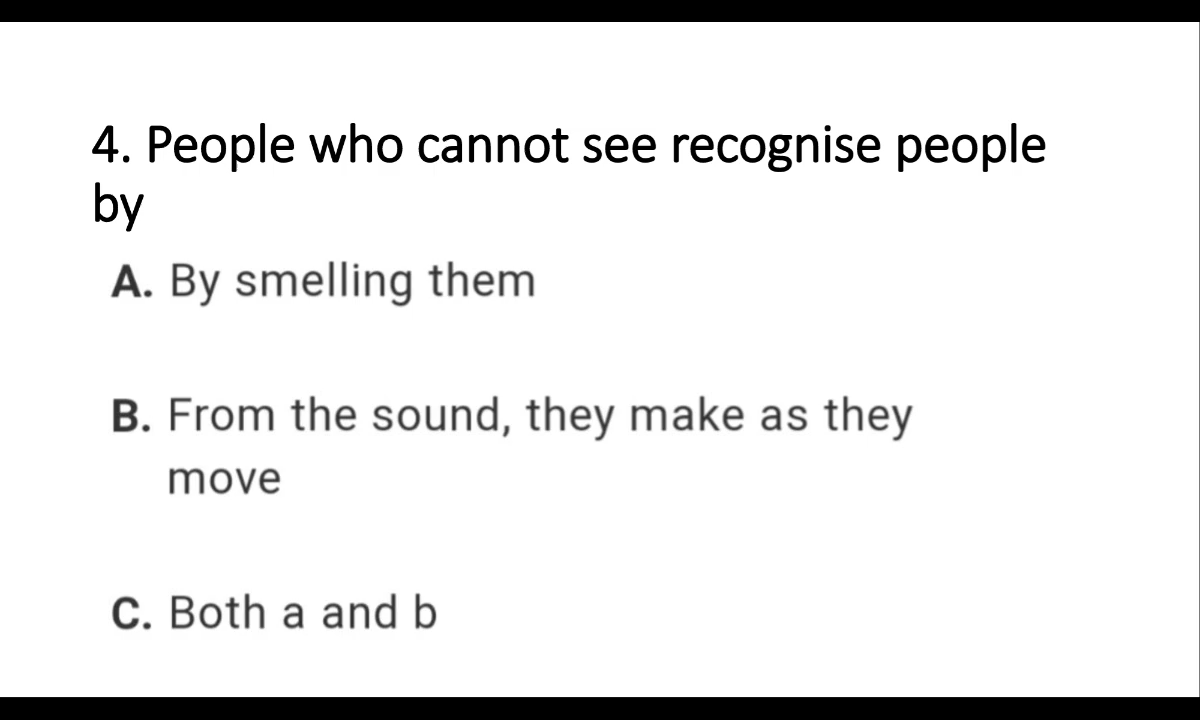 4. People who cannot see recognise people
by
A. By smelling them
B. From the sound, they make as they
move
C. Both a and b